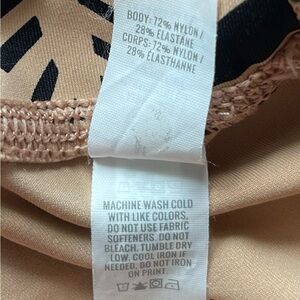 BODY: 72% NYLON /
28% ELASTANE
CORPS: 72% NYLON /
28% ELASTHANNE
MACHINE WASH COLD
WITH LIKE COLORS,
DO NOT USE FABRIC
SOFTENERS. DO NOT
BLEACH. TUMBLE DRY
LOW. COOL IRON IF
NEEDED. DO NOT IRON
ON PRINT.